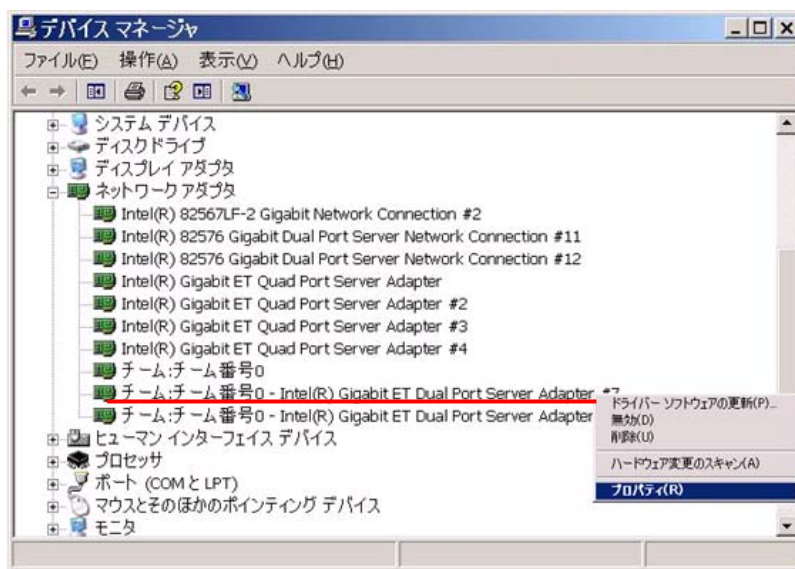 デバイス マネージャ
ファイル(F) 操作(A) 表示(V) ヘルプ(H)
システム デバイス
ディスク ドライブ
ディスプレイ アダプタ
ネットワーク アダプタ
Intel(R) 82567LF-2 Gigabit Network Connection #2
Intel(R) 82576 Gigabit Dual Port Server Network Connection #11
Intel(R) 82576 Gigabit Dual Port Server Network Connection #12
Intel(R) Gigabit ET Quad Port Server Adapter
Intel(R) Gigabit ET Quad Port Server Adapter #2
Intel(R) Gigabit ET Quad Port Server Adapter #3
Intel(R) Gigabit ET Quad Port Server Adapter #4
チーム:チーム番号0
チーム:チーム番号0 - Intel(R) Gigabit ET Dual Port Server Adapter #7
チーム:チーム番号0 - Intel(R) Gigabit ET Dual Port Server Adapter
ヒューマン インターフェイス デバイス
プロセッサ
ポート (COM と LPT)
マウスとそのほかのポインティング デバイス
モニタ
ドライバー ソフトウェアの更新(P)...
無効(D)
削除(U)
ハードウェア変更のスキャン(A)
プロパティ(R)